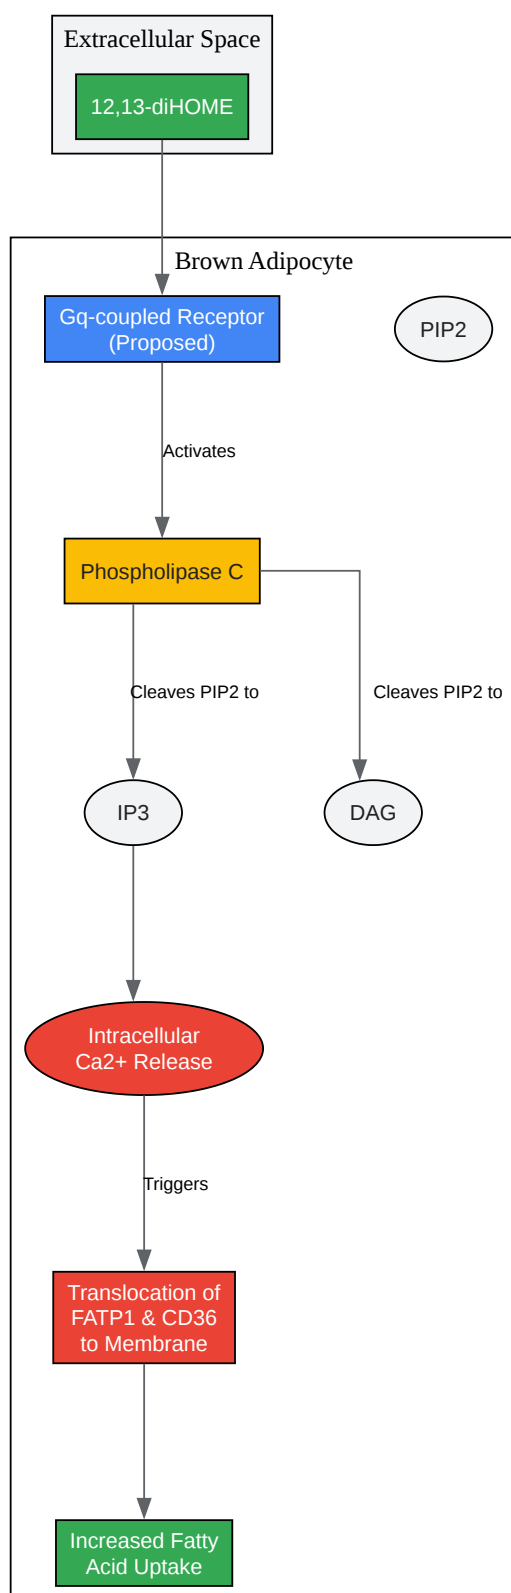 Extracellular Space
12,13-diHOME
Brown Adipocyte
Gq-coupled Receptor
(Proposed)
PIP2
Activates
Phospholipase C
Cleaves PIP2 to
Cleaves PIP2 to
IP3
DAG
Intracellular
Ca2+ Release
Triggers
Translocation of
FATP1 & CD36
to Membrane
Increased Fatty
Acid Uptake